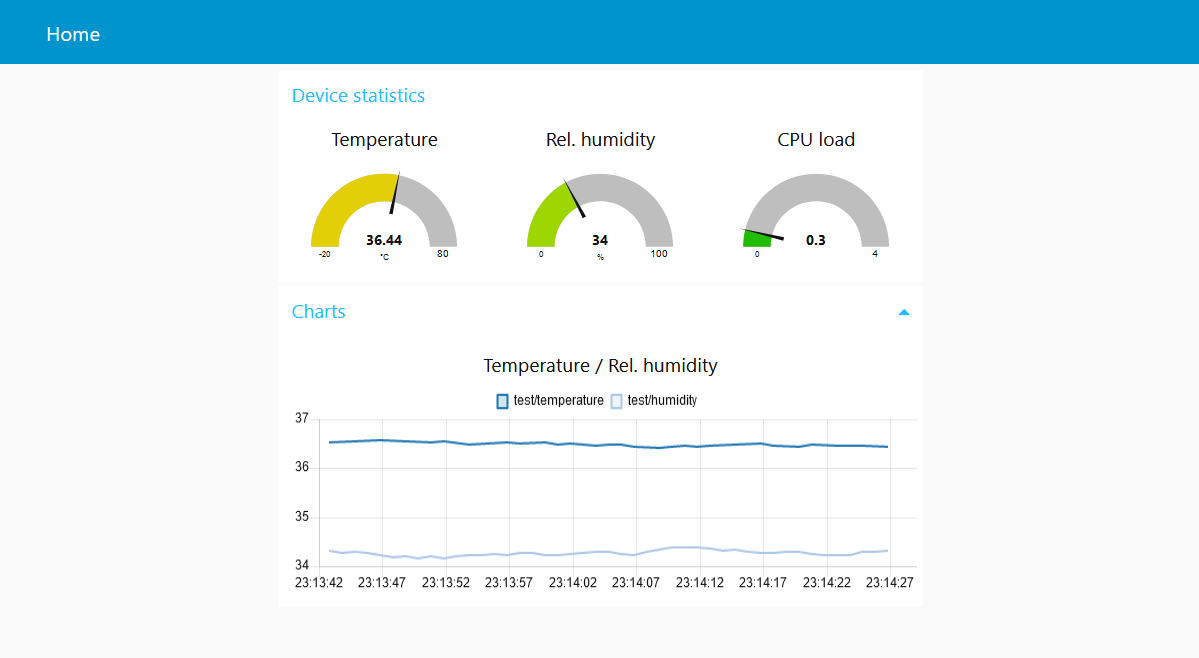 Home
Device statistics
Temperature Rel. humidity CPU load
36.44 34 0.3
-20 °C 80 0 % 100 0 4
Charts
Temperature / Rel. humidity
test/temperature test/humidity
37
36
35
34
23:13:42 23:13:47 23:13:52 23:13:57 23:14:02 23:14:07 23:14:12 23:14:17 23:14:22 23:14:27